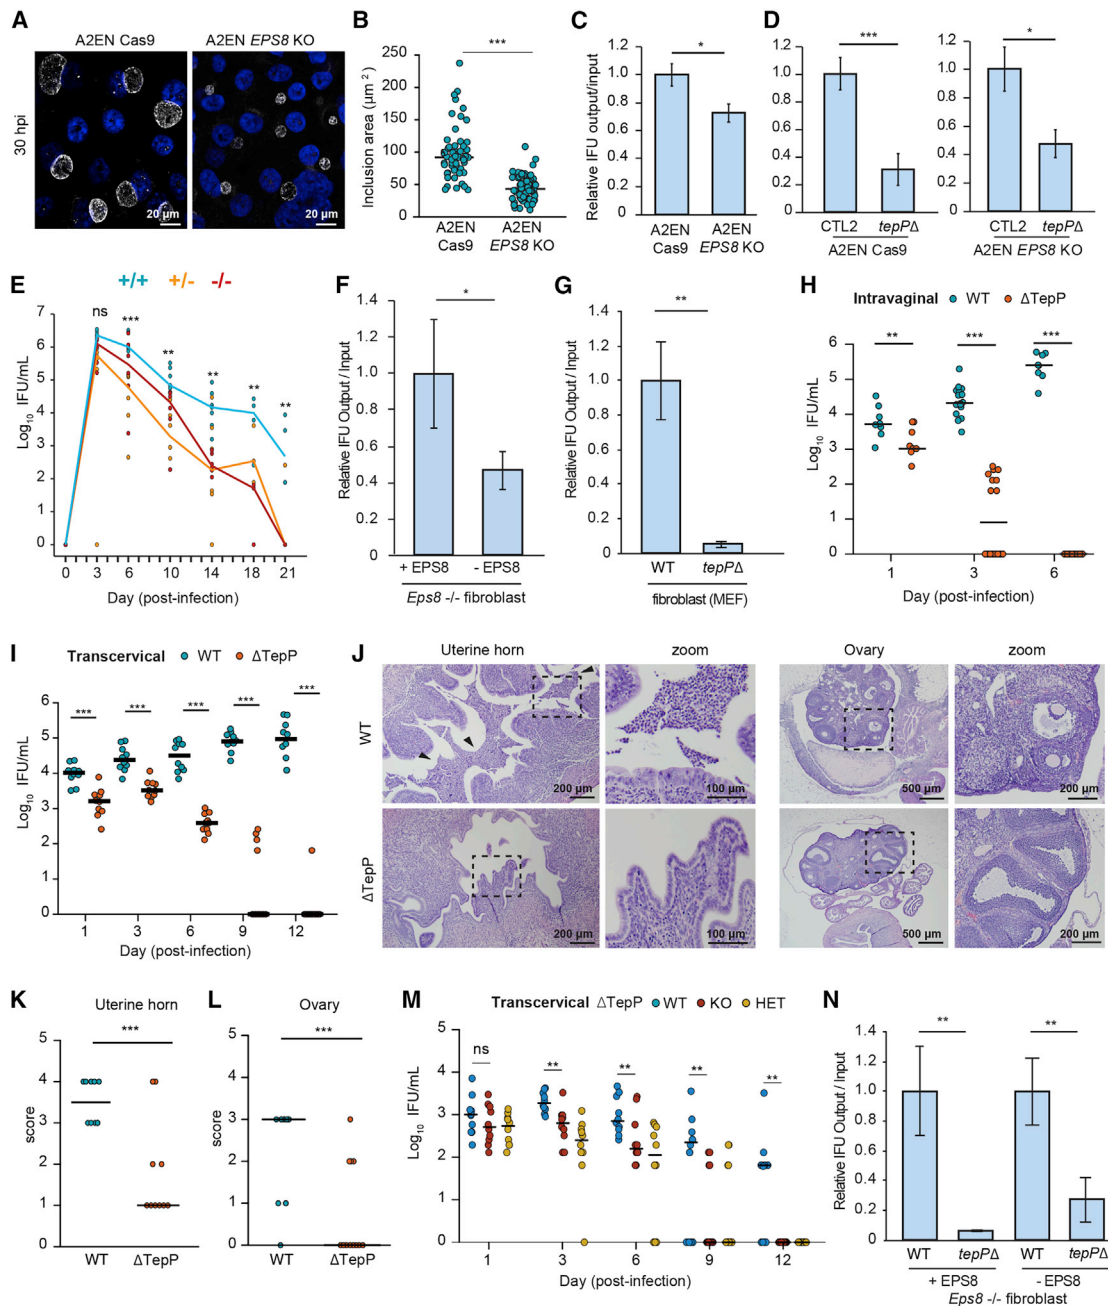 A
A2EN Cas9
A2EN EPS8 KO
30 hpi
20 µm
20 µm
B
***
Inclusion area (µm ²)
250
200
150
100
50
0
A2EN
Cas9
A2EN
EPS8 KO
C
*
Relative IFU output/input
1.2
1.0
0.8
0.6
0.4
0.2
0
A2EN
Cas9
A2EN
EPS8 KO
D
***
1.2
1.0
0.8
0.6
0.4
0.2
0
CTL2 tepPΔ
A2EN Cas9
*
1.2
1.0
0.8
0.6
0.4
0.2
0
CTL2 tepPΔ
A2EN EPS8 KO
E
+/+ +/- -/-
ns
***
**
**
**
**
Log10 IFU/mL
7
6
5
4
3
2
1
0
0 3 6 10 14 18 21
Day (post-infection)
F
*
Relative IFU Output / Input
1.4
1.2
1.0
0.8
0.6
0.4
0.2
0
+ EPS8 - EPS8
Eps8 -/- fibroblast
G
**
Relative IFU Output / Input
1.4
1.2
1.0
0.8
0.6
0.4
0.2
0
WT tepPΔ
fibroblast (MEF)
H
Intravaginal WT ΔTepP
**
***
***
Log10 IFU/mL
6
5
4
3
2
1
0
1 3 6
Day (post-infection)
I
Transcervical WT ΔTepP
***
***
***
***
***
Log10 IFU/mL
6
5
4
3
2
1
0
1 3 6 9 12
Day (post-infection)
J
Uterine horn
zoom
Ovary
zoom
WT
200 µm
100 µm
500 µm
200 µm
ΔTepP
200 µm
100 µm
500 µm
200 µm
K
Uterine horn
***
score
5
4
3
2
1
0
WT ΔTepP
L
Ovary
***
score
5
4
3
2
1
0
WT ΔTepP
M
Transcervical ΔTepP WT KO HET
ns
**
**
**
**
Log10 IFU/mL
5
4
3
2
1
0
1 3 6 9 12
Day (post-infection)
N
**
**
Relative IFU Output / Input
1.4
1.2
1.0
0.8
0.6
0.4
0.2
0
WT tepPΔ WT tepPΔ
+ EPS8 - EPS8
Eps8 -/- fibroblast